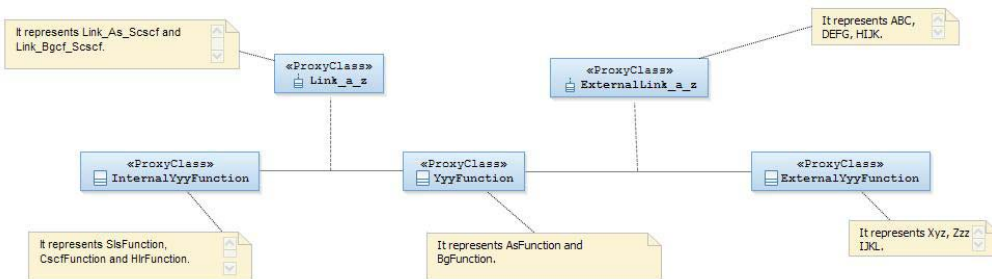 It represents Link_As_Scscf and
Link_Bgcf_Scscf.
It represents ABC,
DEFG, HIJK.
«ProxyClass»
Link_a_z
«ProxyClass»
ExternalLink_a_z
«ProxyClass»
InternalYyyFunction
«ProxyClass»
YyyFunction
«ProxyClass»
ExternalYyyFunction
It represents SlsFunction,
CscfFunction and HlrFunction.
It represents AsFunction and
BgFunction.
It represents Xyz, Zzz
IJKL.